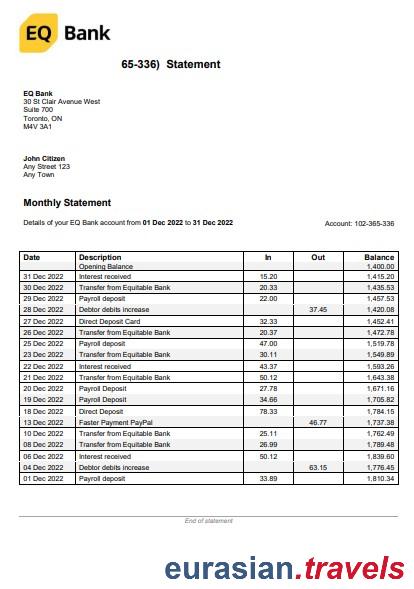 EQ Bank
65-336) Statement
EQ Bank
30 St Clair Avenue West
Suite 700
Toronto, ON
M4V 3A1
John Citizen
Any Street 123
Any Town
Monthly Statement
Details of your EQ Bank account from 01 Dec 2022 to 31 Dec 2022 Account: 102-365-336
Date Description In Out Balance
Opening Balance 1,400.00
31 Dec 2022 Interest received 15.20 1,415.20
30 Dec 2022 Transfer from Equitable Bank 20.33 1,435.53
29 Dec 2022 Payroll deposit 22.00 1,457.53
28 Dec 2022 Debtor debits increase 37.45 1,420.08
27 Dec 2022 Direct Deposit Card 32.33 1,452.41
26 Dec 2022 Transfer from Equitable Bank 20.37 1,472.78
25 Dec 2022 Payroll deposit 47.00 1,519.78
23 Dec 2022 Transfer from Equitable Bank 30.11 1,549.89
22 Dec 2022 Interest received 43.37 1,593.26
21 Dec 2022 Transfer from Equitable Bank 50.12 1,643.38
20 Dec 2022 Payroll Deposit 27.78 1,671.16
19 Dec 2022 Payroll Deposit 34.66 1,705.82
18 Dec 2022 Direct Deposit 78.33 1,784.15
13 Dec 2022 Faster Payment PayPal 46.77 1,737.38
10 Dec 2022 Transfer from Equitable Bank 25.11 1,762.49
08 Dec 2022 Transfer from Equitable Bank 26.99 1,789.48
06 Dec 2022 Interest received 50.12 1,839.60
04 Dec 2022 Debtor debits increase 63.15 1,776.45
01 Dec 2022 Payroll deposit 33.89 1,810.34
End of statement
eurasian.travels